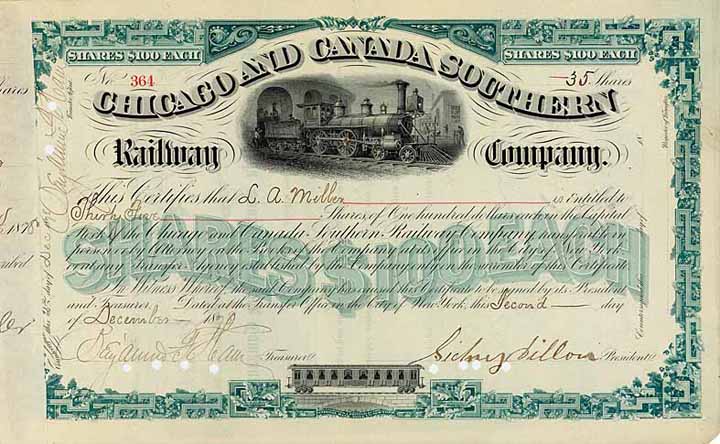 SHARES $100 EACH
SHARES $100 EACH
No. 364
35 Shares
CHICAGO AND CANADA SOUTHERN
Railway Company.
This Certifies that L. A. Miller is Entitled to
Thirty Five Shares of One hundred dollars each in the Capital
Stock of the Chicago and Canada Southern Railway Company transferable in
person or by Attorney on the Books of the Company at its office in the City of New York
or at any Transfer Agency established by the Company only on the surrender of this Certificate.
In Witness Whereof the said Company has caused this Certificate to be signed by its President
and Treasurer. Dated at the Transfer Office in the City of New York, this Second day
of December
SHARES $100 EACH
Treasurer
Sidney Dillon President